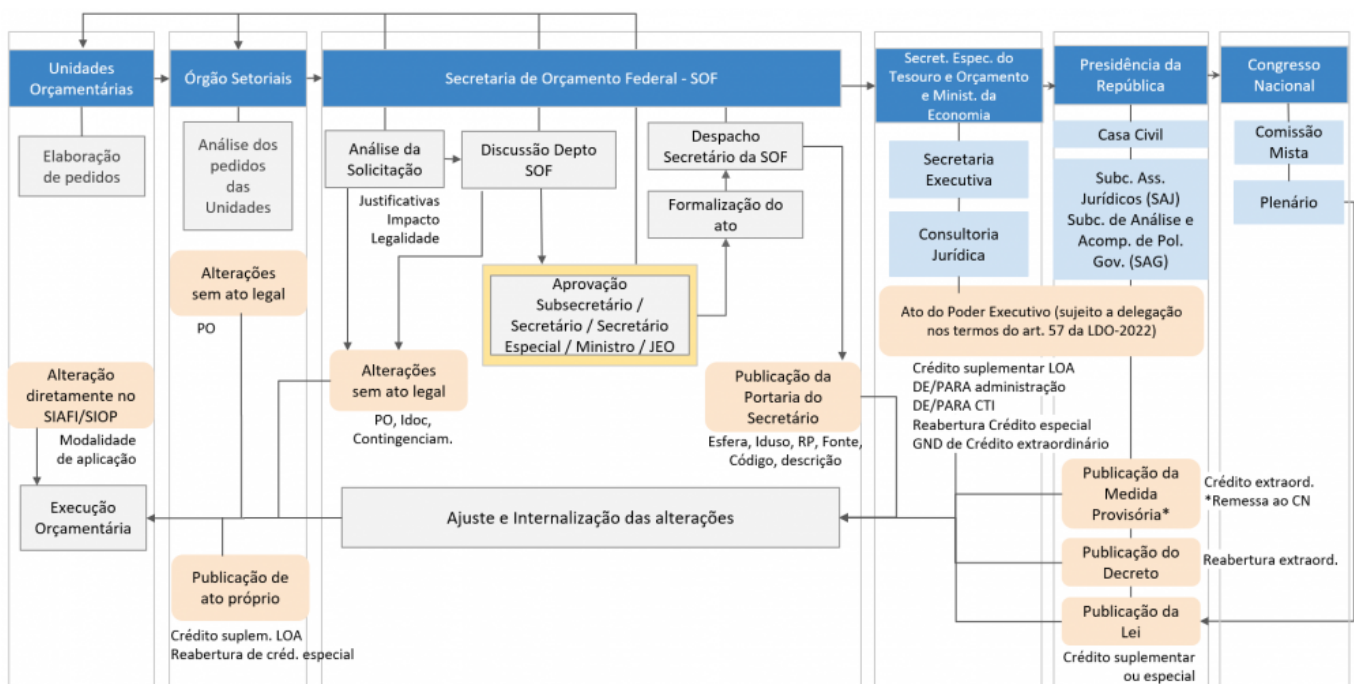 Unidades
Orçamentárias
Órgão Setoriais
Secretaria de Orçamento Federal - SOF
Secret. Espec. do
Tesouro e Orçamento
e Minist. da
Economia
Presidência da
República
Congresso
Nacional
Elaboração
de pedidos
Análise dos
pedidos
das
Unidades
Análise da
Solicitação
Justificativas
Impacto
Legalidade
Discussão Depto
SOF
Despacho
Secretário da SOF
Formalização do
ato
Aprovação
Subsecretário /
Secretário / Secretário
Especial / Ministro / JEO
Secretaria
Executiva
Consultoria
Jurídica
Casa Civil
Subc. Ass.
Jurídicos (SAJ)
Subc. de Análise e
Acomp. de Pol.
Gov. (SAG)
Comissão
Mista
Plenário
Alterações
sem ato legal
PO
Ato do Poder Executivo (sujeito a delegação
nos termos do art. 57 da LDO-2022)
Alteração
diretamente no
SIAFI/SIOP
Modalidade
de aplicação
Alterações
sem ato legal
PO, Idoc,
Contingenciam.
Publicação da
Portaria do
Secretário
Esfera, Iduso, RP, Fonte,
Código, descrição
Crédito suplementar LOA
DE/PARA administração
DE/PARA CTI
Reabertura Crédito especial
GND de Crédito extraordinário
Execução
Orçamentária
Ajuste e Internalização das alterações
Publicação da
Medida
Provisória*
Crédito extraord.
*Remessa ao CN
Publicação de
ato próprio
Crédito suplem. LOA
Reabertura de créd. especial
Publicação do
Decreto
Reabertura extraord.
Publicação da
Lei
Crédito suplementar
ou especial